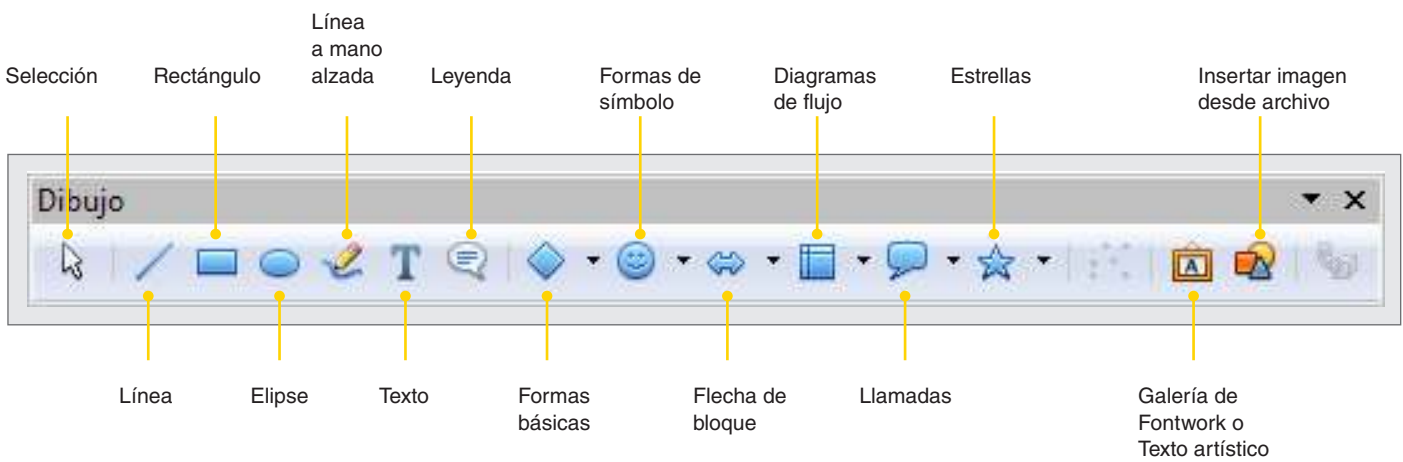 Línea
a mano
alzada
Selección
Rectángulo
Leyenda
Formas de
símbolo
Diagramas
de flujo
Estrellas
Insertar imagen
desde archivo
Dibujo
T
A
Línea
Elipse
Texto
Formas
básicas
Flecha de
bloque
Llamadas
Galería de
Fontwork o
Texto artístico